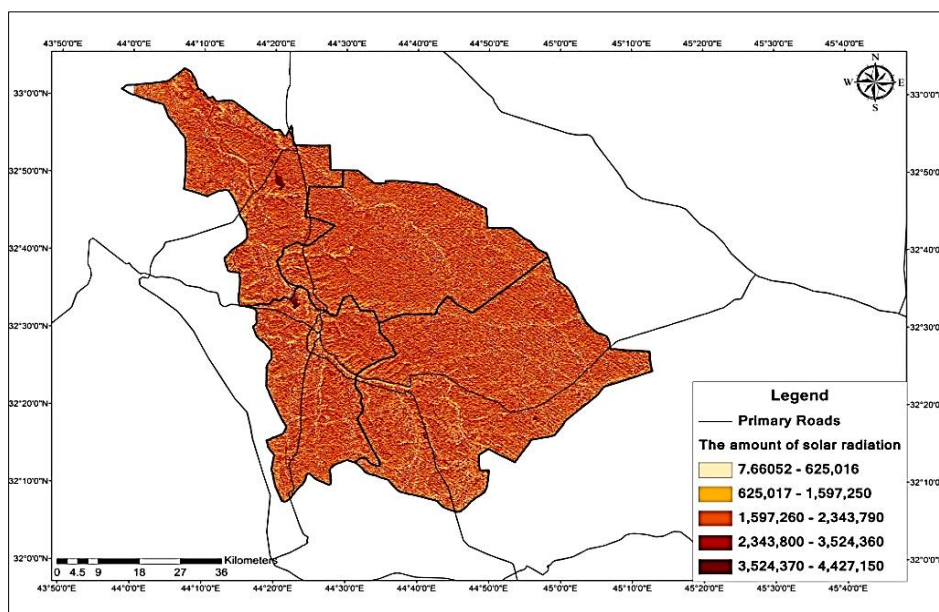 43°50'0"E 44°0'0"E 44°10'0"E 44°20'0"E 44°30'0"E 44°40'0"E 44°50'0"E 45°0'0"E 45°10'0"E 45°20'0"E 45°30'0"E 45°40'0"E
N
W E
S
33°0'0"N 33°0'0"N
32°50'0"N 32°50'0"N
32°40'0"N 32°40'0"N
32°30'0"N 32°30'0"N
32°20'0"N 32°20'0"N
32°10'0"N 32°10'0"N
32°0'0"N 32°0'0"N
Legend
Primary Roads
The amount of solar radiation
7.66052 - 625,016
625,017 - 1,597,250
1,597,260 - 2,343,790
2,343,800 - 3,524,360
3,524,370 - 4,427,150
Kilometers
0 4.5 9 18 27 36
43°50'0"E 44°0'0"E 44°10'0"E 44°20'0"E 44°30'0"E 44°40'0"E 44°50'0"E 45°0'0"E 45°10'0"E 45°20'0"E 45°30'0"E 45°40'0"E